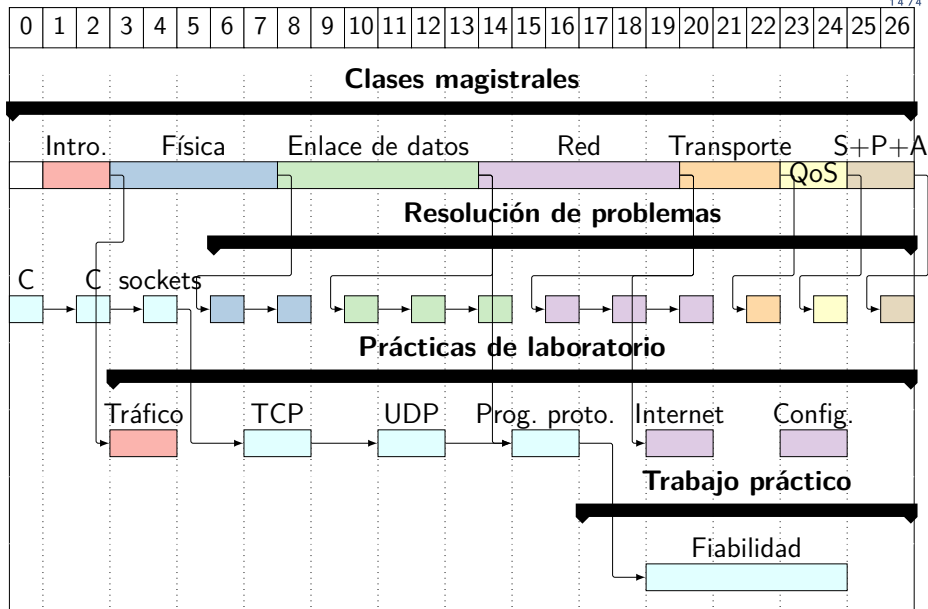 1474
0 1 2 3 4 5 6 7 8 9 10 11 12 13 14 15 16 17 18 19 20 21 22 23 24 25 26
Clases magistrales
Intro. Física Enlace de datos Red Transporte S+P+A
QoS
Resolución de problemas
C C sockets
Prácticas de laboratorio
Tráfico TCP UDP Prog. proto. Internet Config.
Trabajo práctico
Fiabilidad